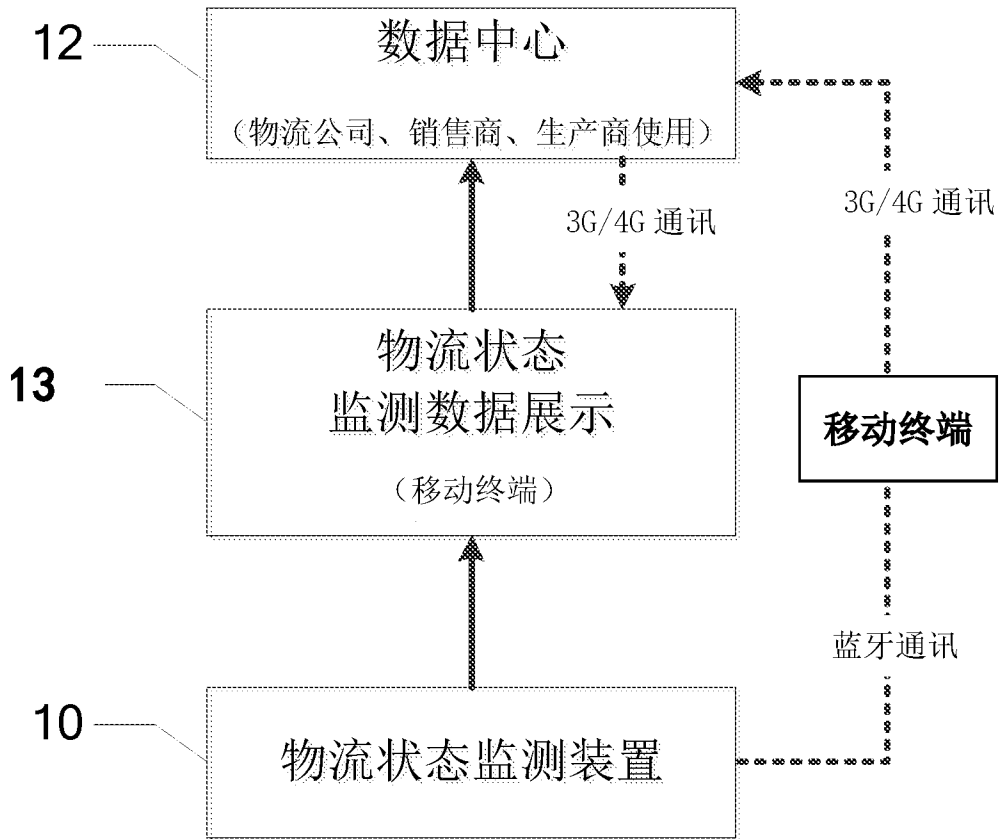 12
数据中心
（物流公司、销售商、生产商使用）
3G/4G 通讯
3G/4G 通讯
13
物流状态
监测数据展示
（移动终端）
移动终端
蓝牙通讯
10
物流状态监测装置